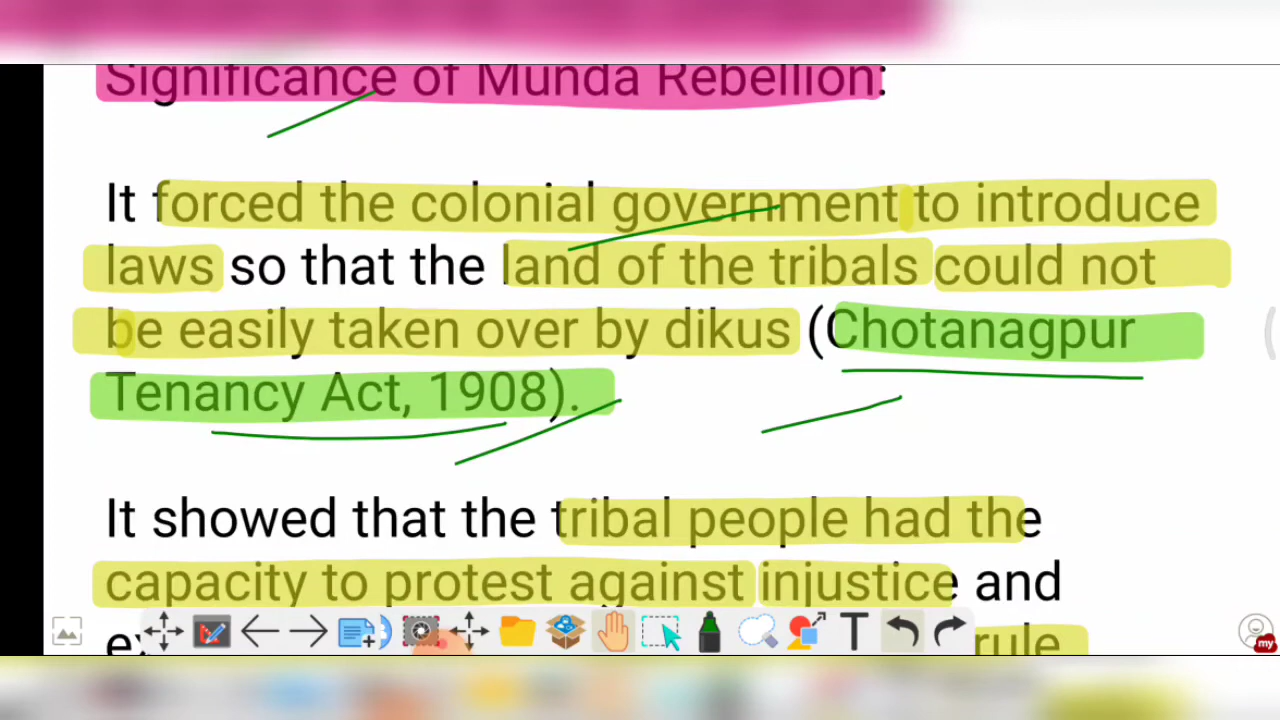 Significance of Munda Rebellion:
It forced the colonial government to introduce
laws so that the land of the tribals could not
be easily taken over by dikus (Chotanagpur
Tenancy Act, 1908).
It showed that the tribal people had the
capacity to protest against injustice and
rule
T
my